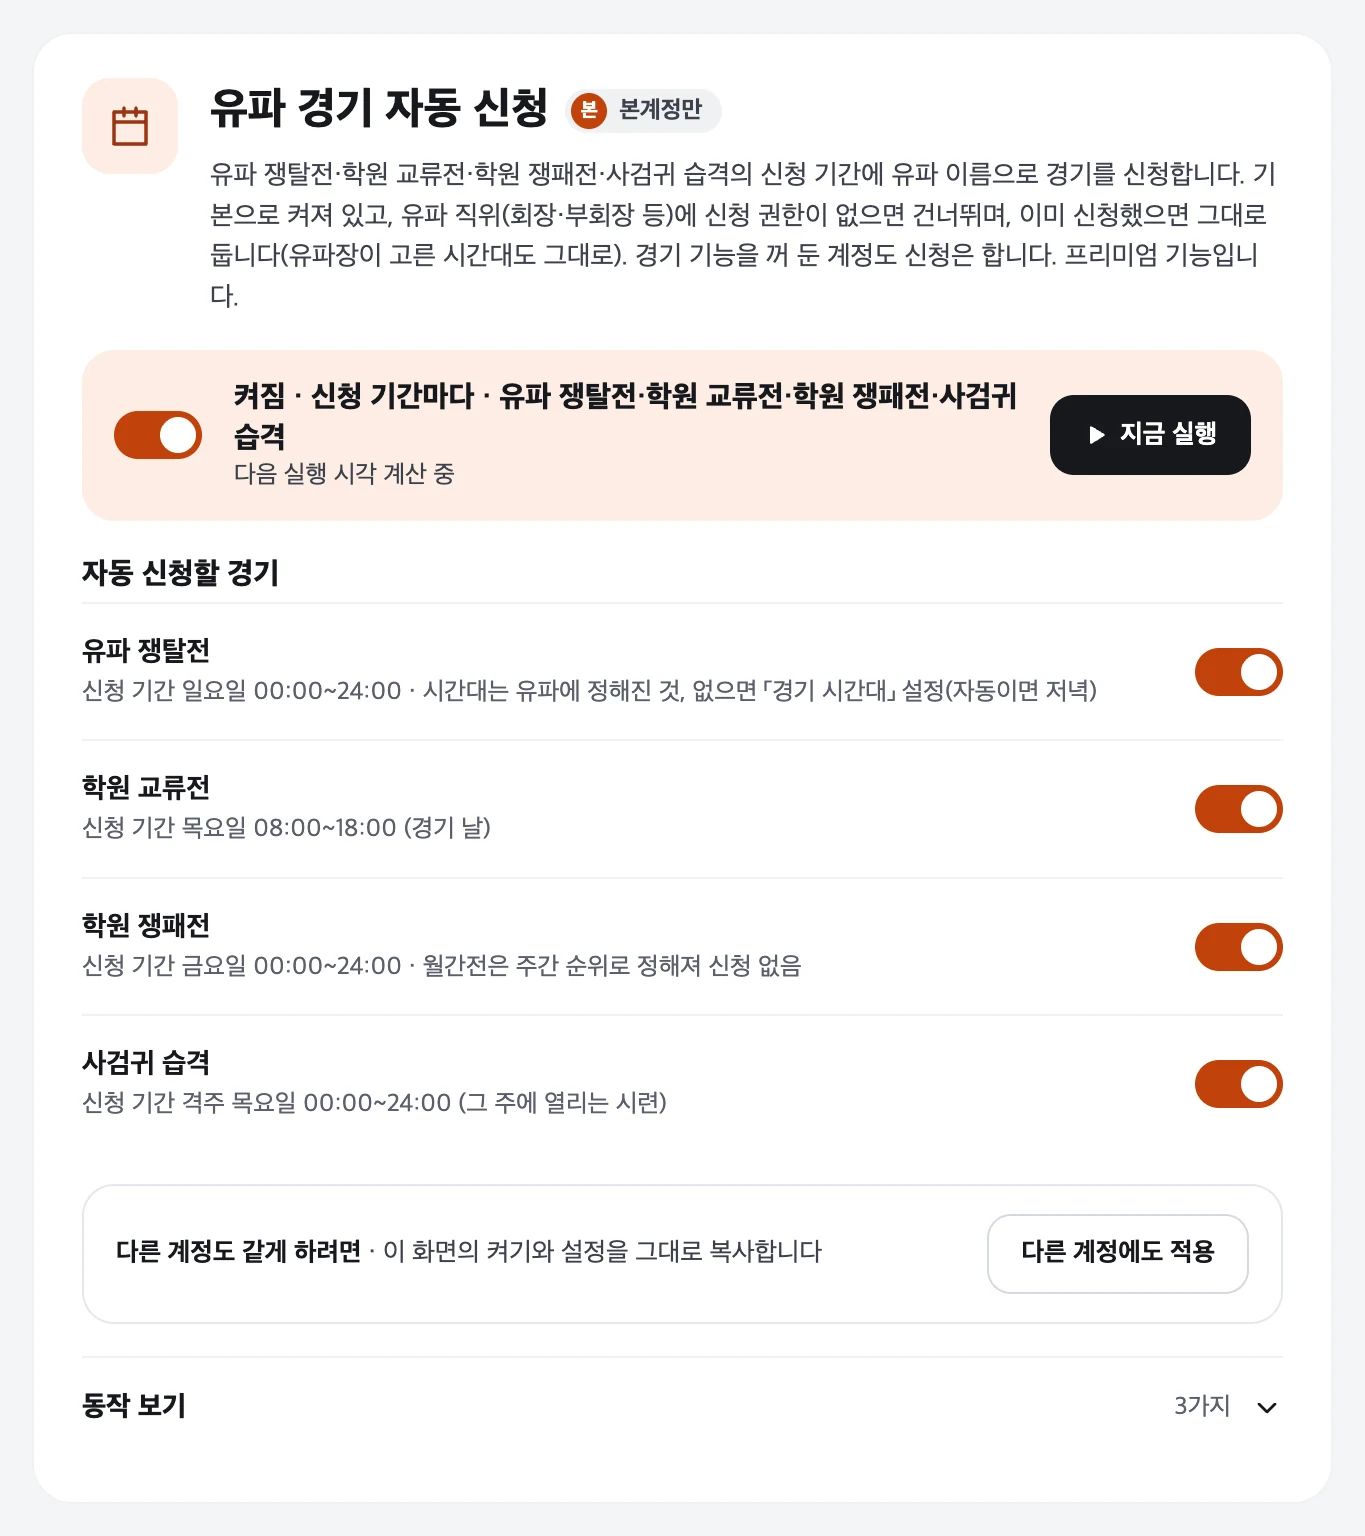 유파 경기 자동 신청 본 본계정만
유파 쟁탈전·학원 교류전·학원 쟁패전·사검귀 습격의 신청 기간에 유파 이름으로 경기를 신청합니다. 기
본으로 켜져 있고, 유파 직위(회장·부회장 등)에 신청 권한이 없으면 건너뛰며, 이미 신청했으면 그대로
둡니다(유파장이 고른 시간대도 그대로). 경기 기능을 꺼 둔 계정도 신청은 합니다. 프리미엄 기능입니
다.
켜짐 · 신청 기간마다 · 유파 쟁탈전·학원 교류전·학원 쟁패전·사검귀
습격
다음 실행 시각 계산 중
지금 실행
자동 신청할 경기
유파 쟁탈전
신청 기간 일요일 00:00~24:00 · 시간대는 유파에 정해진 것, 없으면 「경기 시간대」 설정(자동이면 저녁)
학원 교류전
신청 기간 목요일 08:00~18:00 (경기 날)
학원 쟁패전
신청 기간 금요일 00:00~24:00 · 월간전은 주간 순위로 정해져 신청 없음
사검귀 습격
신청 기간 격주 목요일 00:00~24:00 (그 주에 열리는 시련)
다른 계정도 같게 하려면 · 이 화면의 켜기와 설정을 그대로 복사합니다
다른 계정에도 적용
동작 보기
3가지